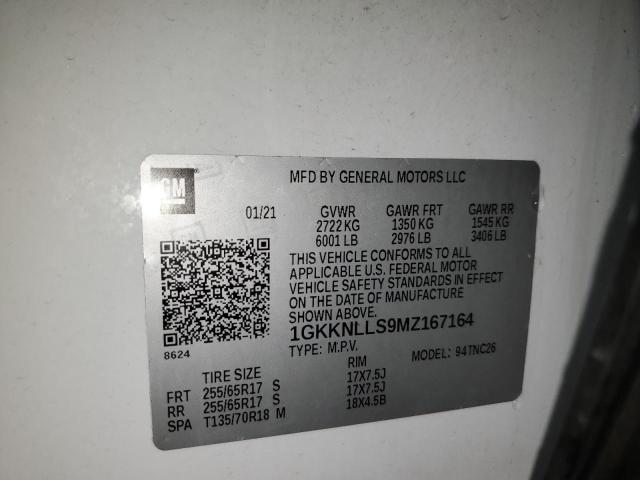 GM
MFD BY GENERAL MOTORS LLC
01/21 GVWR GAWR FRT GAWR RR
2722 KG 1350 KG 1545 KG
6001 LB 2976 LB 3406 LB
THIS VEHICLE CONFORMS TO ALL
APPLICABLE U.S. FEDERAL MOTOR
VEHICLE SAFETY STANDARDS IN EFFECT
ON THE DATE OF MANUFACTURE
SHOWN ABOVE.
1GKKNLLS9MZ167164
8624
TYPE: M.P.V. MODEL: 94TNC26
TIRE SIZE RIM
FRT 255/65R17 S 17X7.5J
RR 255/65R17 S 17X7.5J
SPA T135/70R18 M 18X4.5B